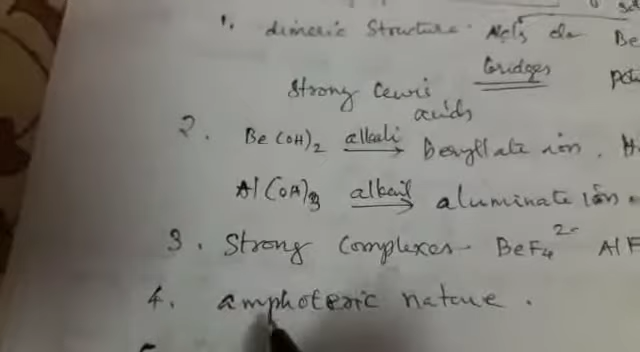 1. dimeric Structure. Be
bridges
Strong Lewis
acids
2. Be(OH)2 alkali → beryllate ion.
Al(OH)3 alkali → aluminate ion.
3. Strong Complexes - BeF4 2- AlF
4. amphoteric nature.